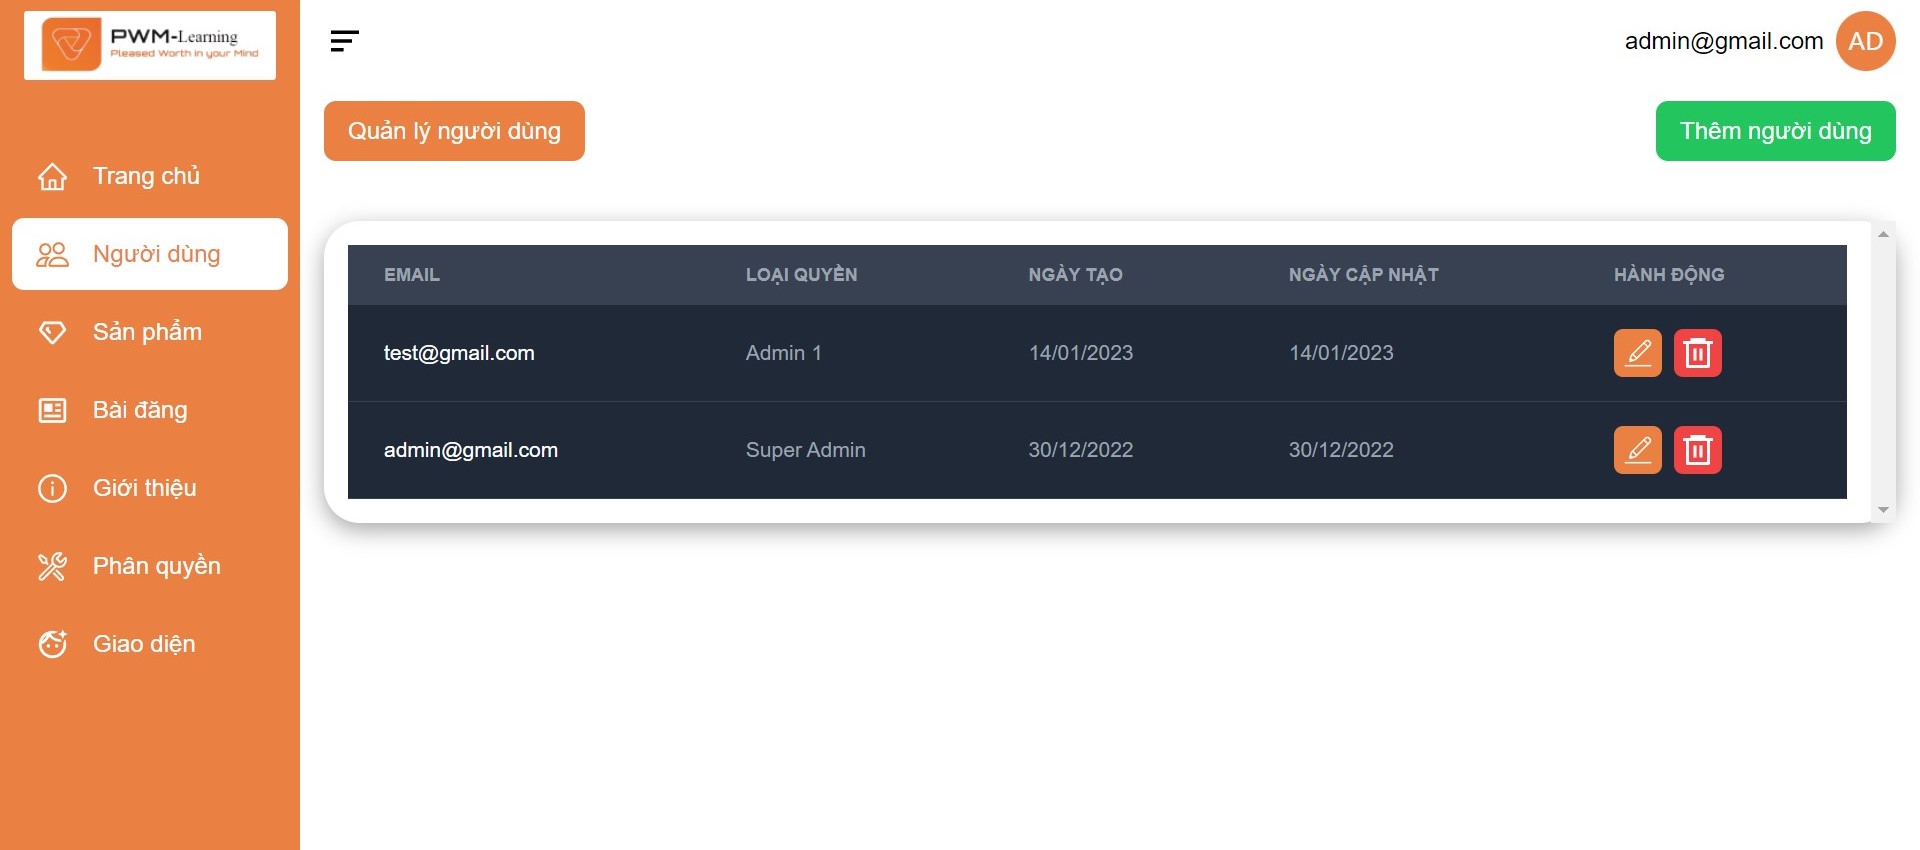 PWM-Learning
Pleased Worth in your Mind
admin@gmail.com
AD
Trang chủ
Người dùng
Sản phẩm
Bài đăng
Giới thiệu
Phân quyền
Giao diện
Quản lý người dùng
Thêm người dùng
EMAIL LOẠI QUYỀN NGÀY TẠO NGÀY CẬP NHẬT HÀNH ĐỘNG
test@gmail.com Admin 1 14/01/2023 14/01/2023
admin@gmail.com Super Admin 30/12/2022 30/12/2022